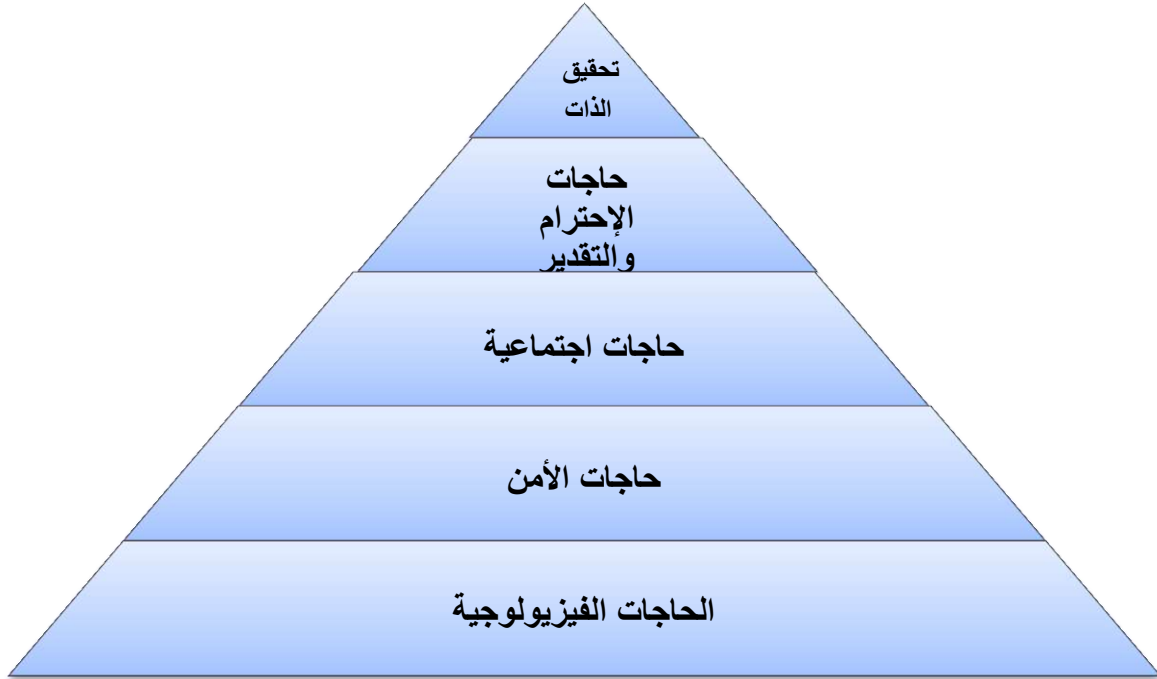 تحقيق
الذات
حاجات
الإحترام
والتقدير
حاجات اجتماعية
حاجات الأمن
الحاجات الفيزيولوجية